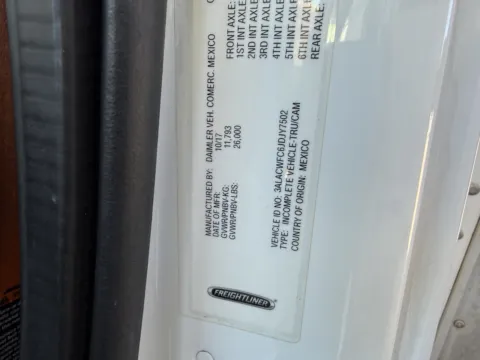 MANUFACTURED BY: DAIMLER VEH. COMERC. MEXICO
DATE OF MFR: 10/17
GVWR/PNBV-KG: 11,793
GVWR/PNBV-LBS: 26,000
FRONT AXLE:
1ST INT AXLE
2ND INT AXLE
3RD INT AXLE
4TH INT AXLE
5TH INT AXLE
6TH INT AXLE
REAR AXLE:
VEHICLE ID NO: 3ALACWFC6JDJY7502
TYPE: INCOMPLETE VEHICLE-TRU/CAM
COUNTRY OF ORIGIN: MEXICO
FREIGHTLINER